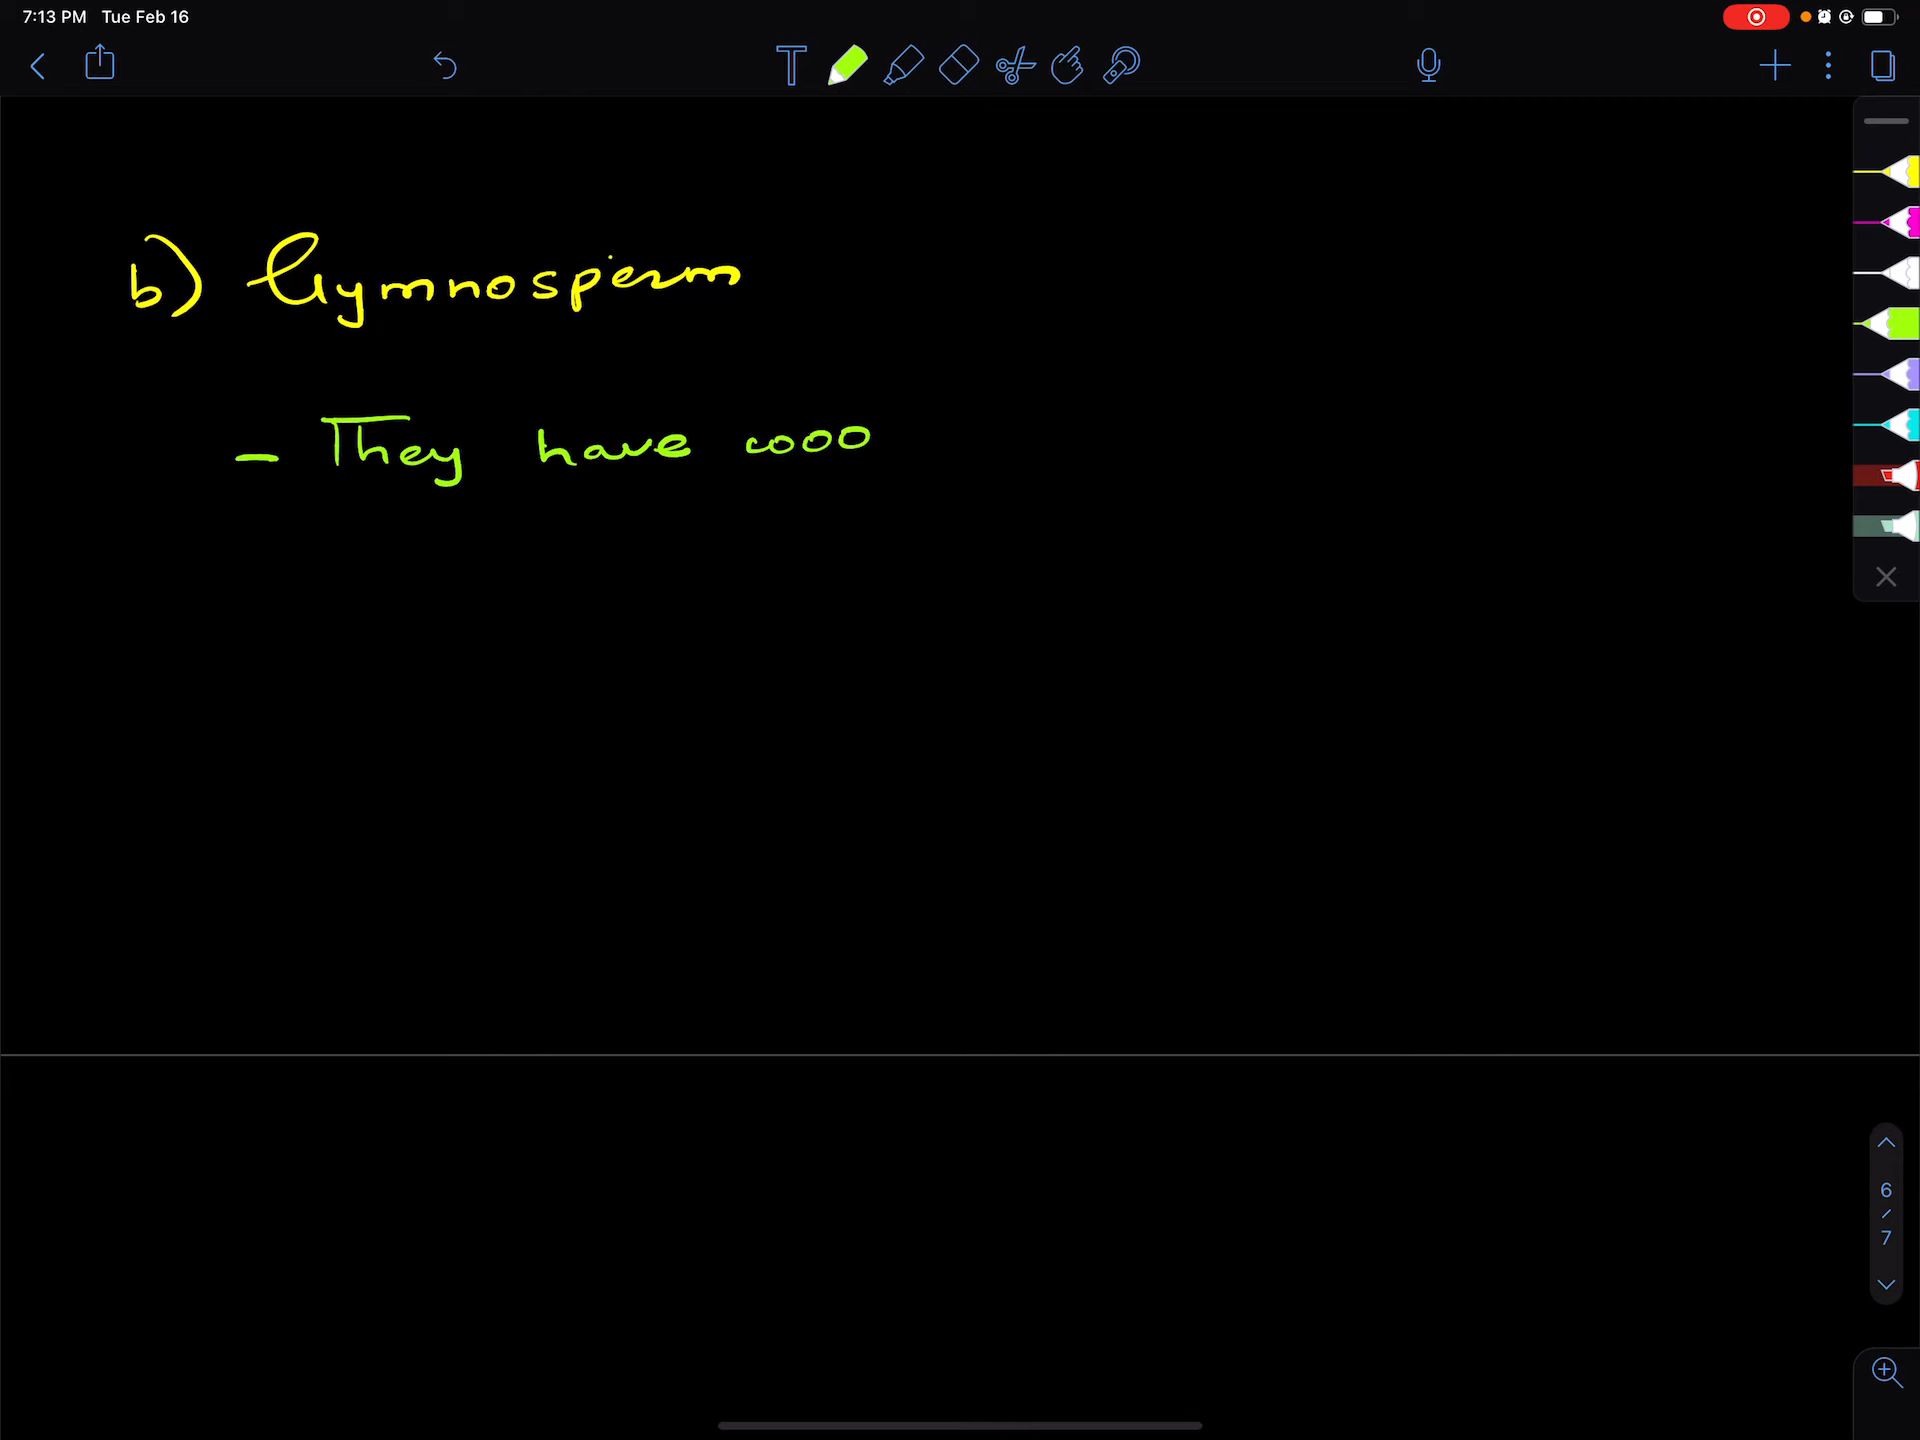 7:13 PM Tue Feb 16
b) Gymnosperm
- They have woo
6
/
7